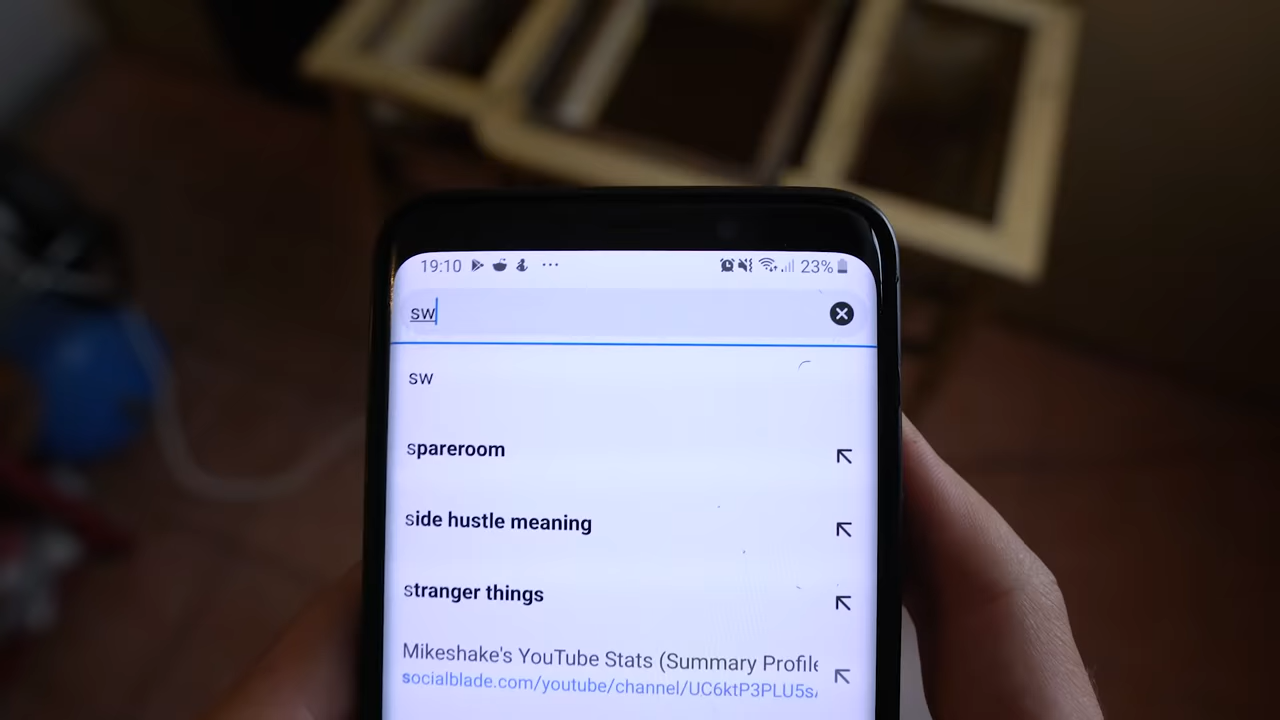 19:10 ... 23%
sw
sw
spareroom
side hustle meaning
stranger things
Mikeshake's YouTube Stats (Summary Profile
socialblade.com/youtube/channel/UC6ktP3PLU5s